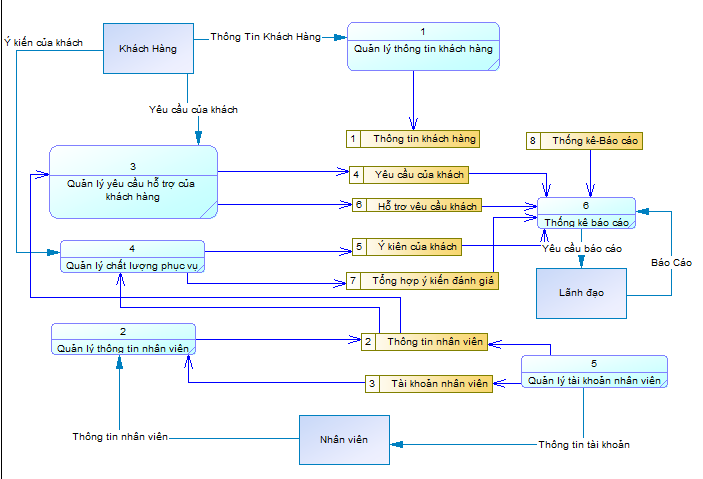 Ý kiến của khách
Khách Hàng
Thông Tin Khách Hàng
1
Quản lý thông tin khách hàng
Yêu cầu của khách
1 Thông tin khách hàng
8 Thống kê-Báo cáo
3
Quản lý yêu cầu hỗ trợ của
khách hàng
4 Yêu cầu của khách
6 Hỗ trợ yêu cầu khách
6
Thống kê báo cáo
4
Quản lý chất lượng phục vụ
5 Ý kiến của khách
Yêu cầu báo cáo
Báo Cáo
7 Tổng hợp ý kiến đánh giá
Lãnh đạo
2
Quản lý thông tin nhân viên
2 Thông tin nhân viên
3 Tài khoản nhân viên
5
Quản lý tài khoản nhân viên
Thông tin nhân viên
Nhân viên
Thông tin tài khoản